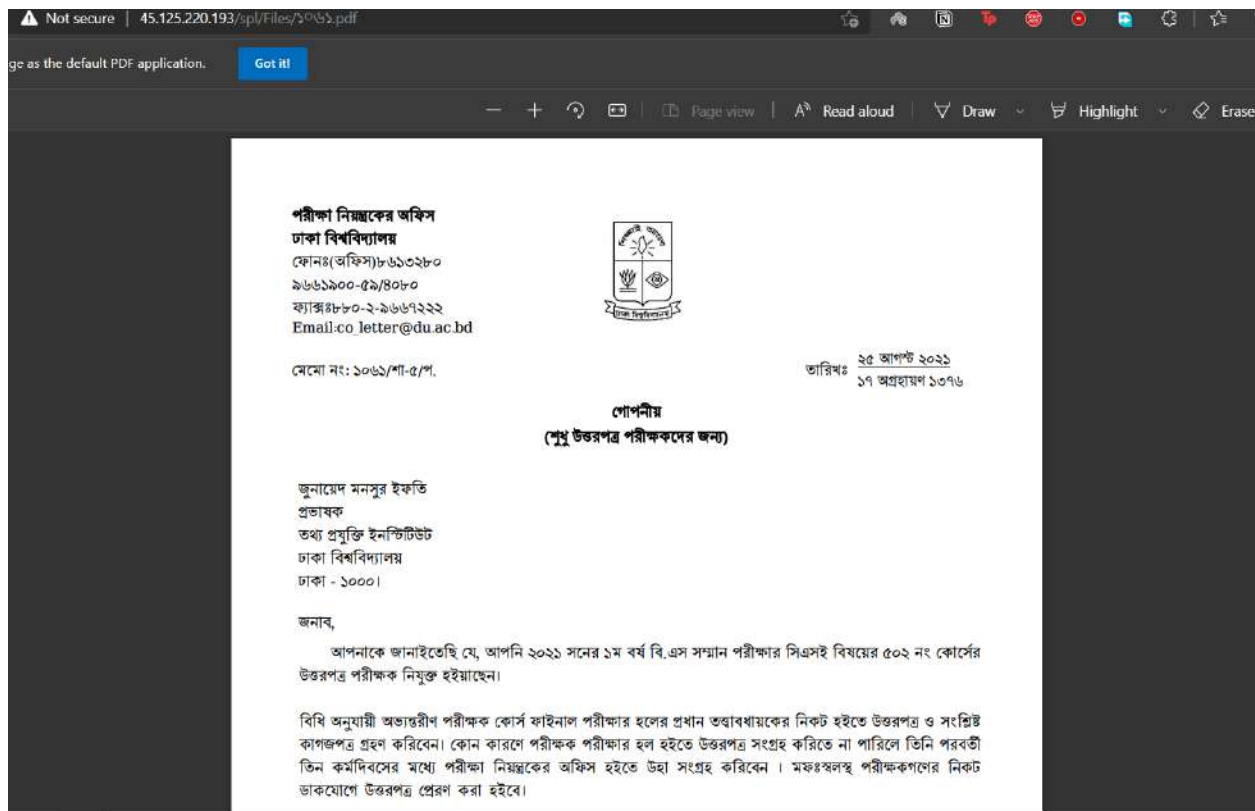 Not secure | 45.125.220.193/spl/Files/১০৬১.pdf
ge as the default PDF application. Got it!
Page view | Read aloud | Draw Highlight Erase
পরীক্ষা নিয়ন্ত্রকের অফিস
ঢাকা বিশ্ববিদ্যালয়
ফোনঃ(অফিস)৮৬১৩২৮০
৯৬৬১৯০০-৫৯/৪০৮০
ফ্যাক্সঃ৮৮০-২-৯৬৬৭২২২
Email:co_letter@du.ac.bd
মেমো নং: ১০৬১/শা-৫/প.
তারিখঃ ২৫ আগস্ট ২০২১
১৭ অগ্রহায়ণ ১৩৭৬
গোপনীয়
(শুধু উত্তরপত্র পরীক্ষকদের জন্য)
জুনায়েদ মনসুর ইফতি
প্রভাষক
তথ্য প্রযুক্তি ইনস্টিটিউট
ঢাকা বিশ্ববিদ্যালয়
ঢাকা - ১০০০।
জনাব,
আপনাকে জানাইতেছি যে, আপনি ২০২১ সনের ১ম বর্ষ বি.এস সম্মান পরীক্ষার সিএসই বিষয়ের ৫০২ নং কোর্সের
উত্তরপত্র পরীক্ষক নিযুক্ত হইয়াছেন।
বিধি অনুযায়ী অভ্যন্তরীণ পরীক্ষক কোর্স ফাইনাল পরীক্ষার হলের প্রধান তত্ত্বাবধায়কের নিকট হইতে উত্তরপত্র ও সংশ্লিষ্ট
কাগজপত্র গ্রহণ করিবেন। কোন কারণে পরীক্ষক পরীক্ষার হল হইতে উত্তরপত্র সংগ্রহ করিতে না পারিলে তিনি পরবর্তী
তিন কর্মদিবসের মধ্যে পরীক্ষা নিয়ন্ত্রকের অফিস হইতে উহা সংগ্রহ করিবেন । মফঃস্বলস্থ পরীক্ষকগণের নিকট
ডাকযোগে উত্তরপত্র প্রেরণ করা হইবে।